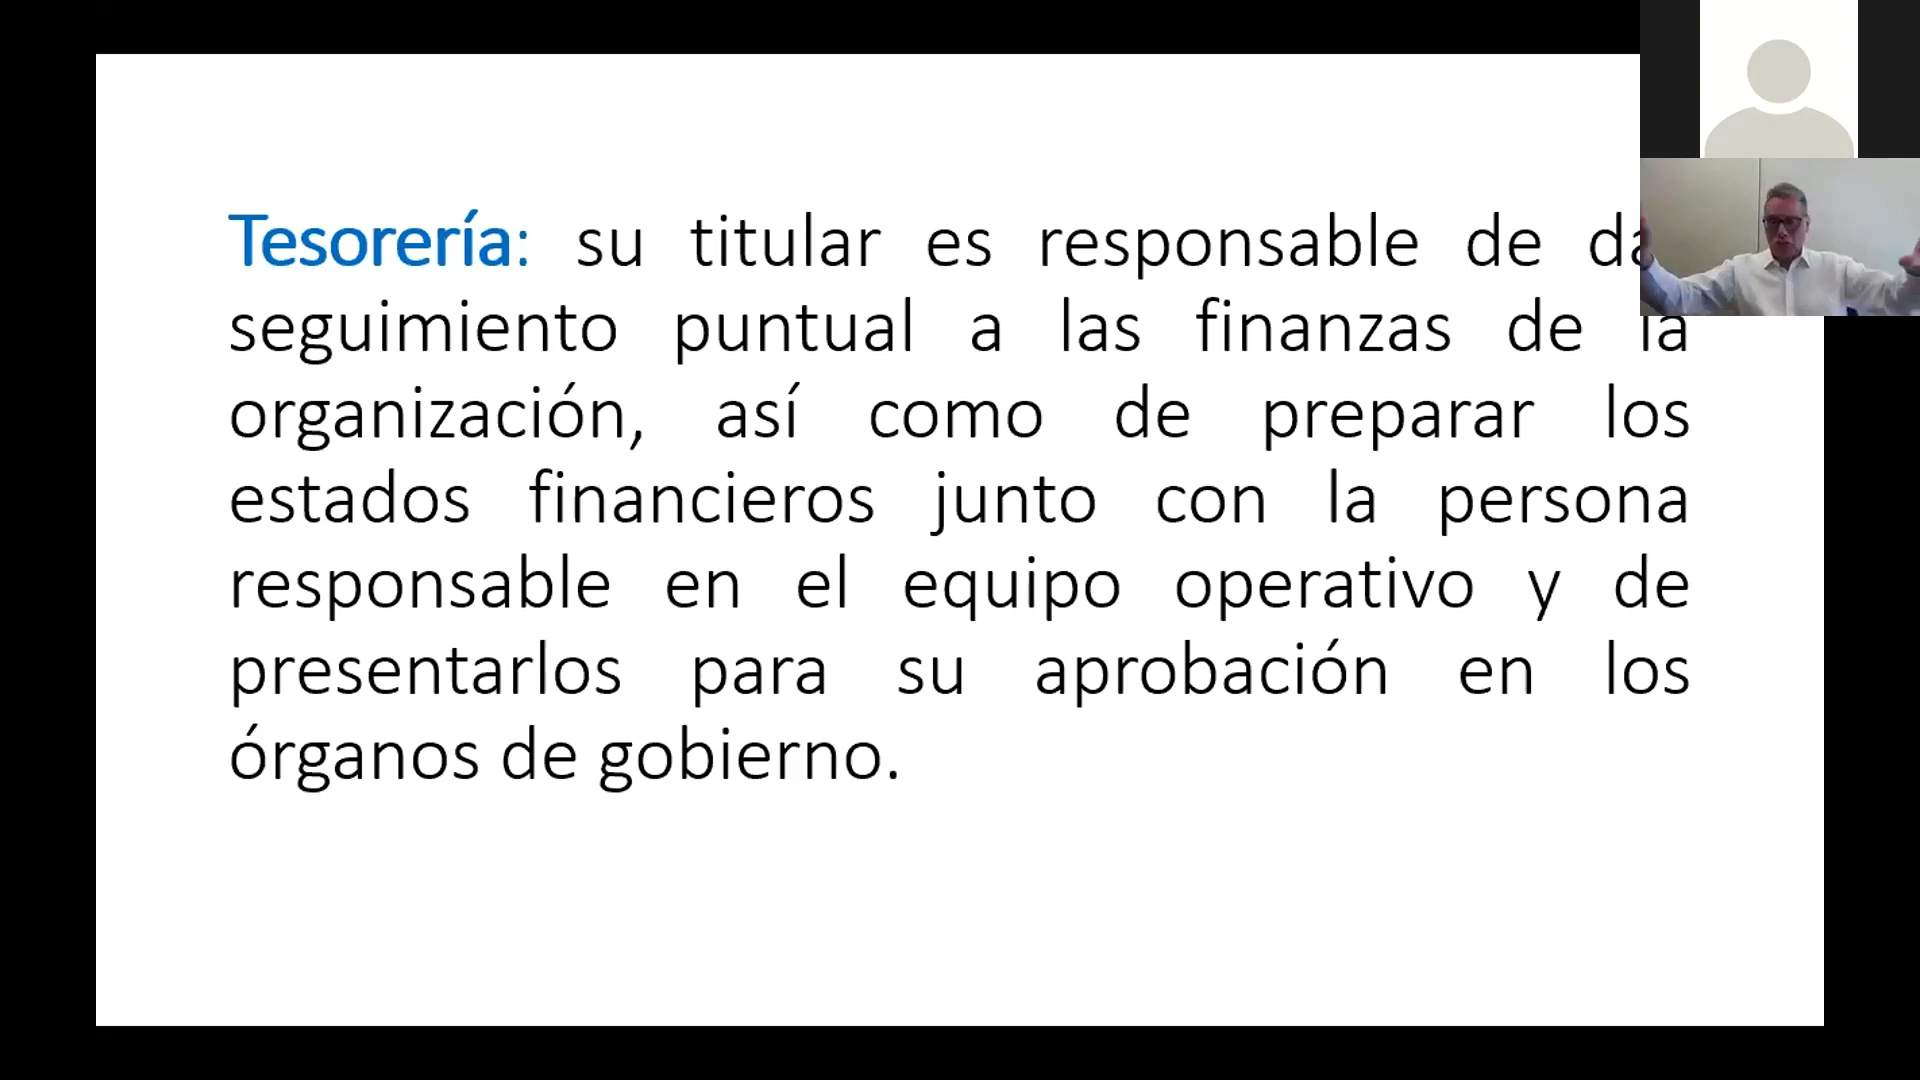 Tesorería: su titular es responsable de
seguimiento puntual a las finanzas de la
organización, así como de preparar los
estados financieros junto con la persona
responsable en el equipo operativo y de
presentarlos para su aprobación en los
órganos de gobierno.